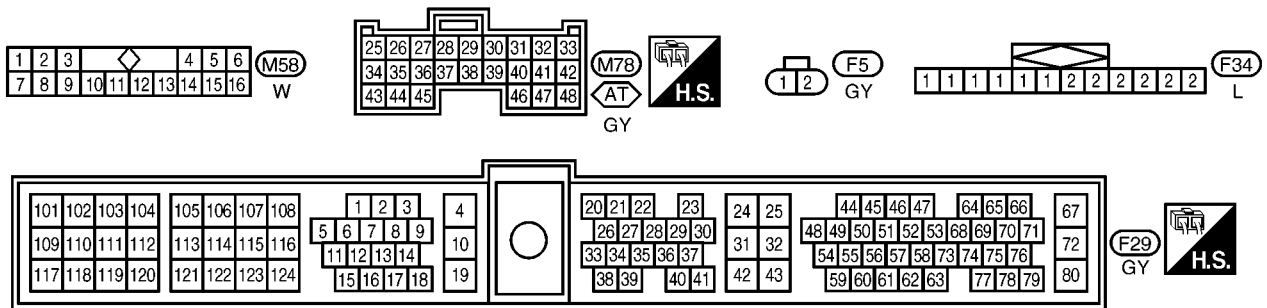 1 2 3 4 5 6
7 8 9 10 11 12 13 14 15 16
M58
W
25 26 27 28 29 30 31 32 33
34 35 36 37 38 39 40 41 42
43 44 45 46 47 48
M78
AT
GY
H.S.
1 2
F5
GY
1 1 1 1 1 1 2 2 2 2 2 2
F34
L
101 102 103 104 105 106 107 108 1 2 3 4 20 21 22 23 24 25 44 45 46 47 64 65 66 67
5 6 7 8 9 26 27 28 29 30 48 49 50 51 52 53 68 69 70 71
109 110 111 112 113 114 115 116 11 12 13 14 10 33 34 35 36 37 31 32 54 55 56 57 58 73 74 75 76 72
117 118 119 120 121 122 123 124 15 16 17 18 19 38 39 40 41 42 43 59 60 61 62 63 77 78 79 80
F29
GY
H.S.